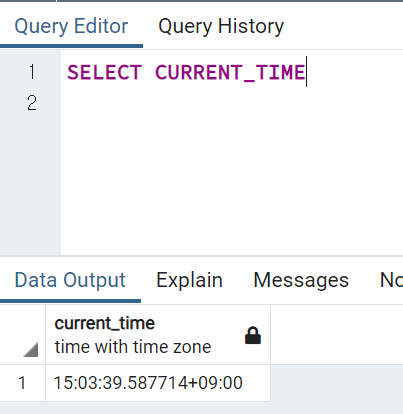 Query Editor Query History
1 SELECT CURRENT_TIME
2
Data Output Explain Messages No
current_time
time with time zone
1 15:03:39.587714+09:00